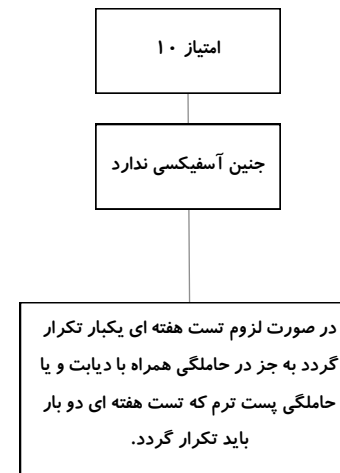 امتیاز ۱۰
جنین آسفیکسی ندارد
در صورت لزوم تست هفته ای یکبار تکرار
گردد به جز در حاملگی همراه با دیابت و یا
حاملگی پست ترم که تست هفته ای دو بار
باید تکرار گردد.